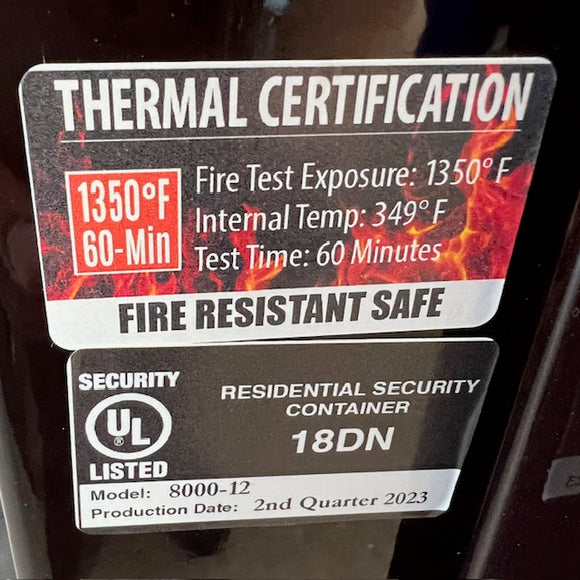 THERMAL CERTIFICATION
1350°F
60-Min
Fire Test Exposure: 1350° F
Internal Temp: 349° F
Test Time: 60 Minutes
FIRE RESISTANT SAFE
SECURITY
UL ®
LISTED
RESIDENTIAL SECURITY
CONTAINER
18DN
Model: 8000-12
Production Date: 2nd Quarter 2023